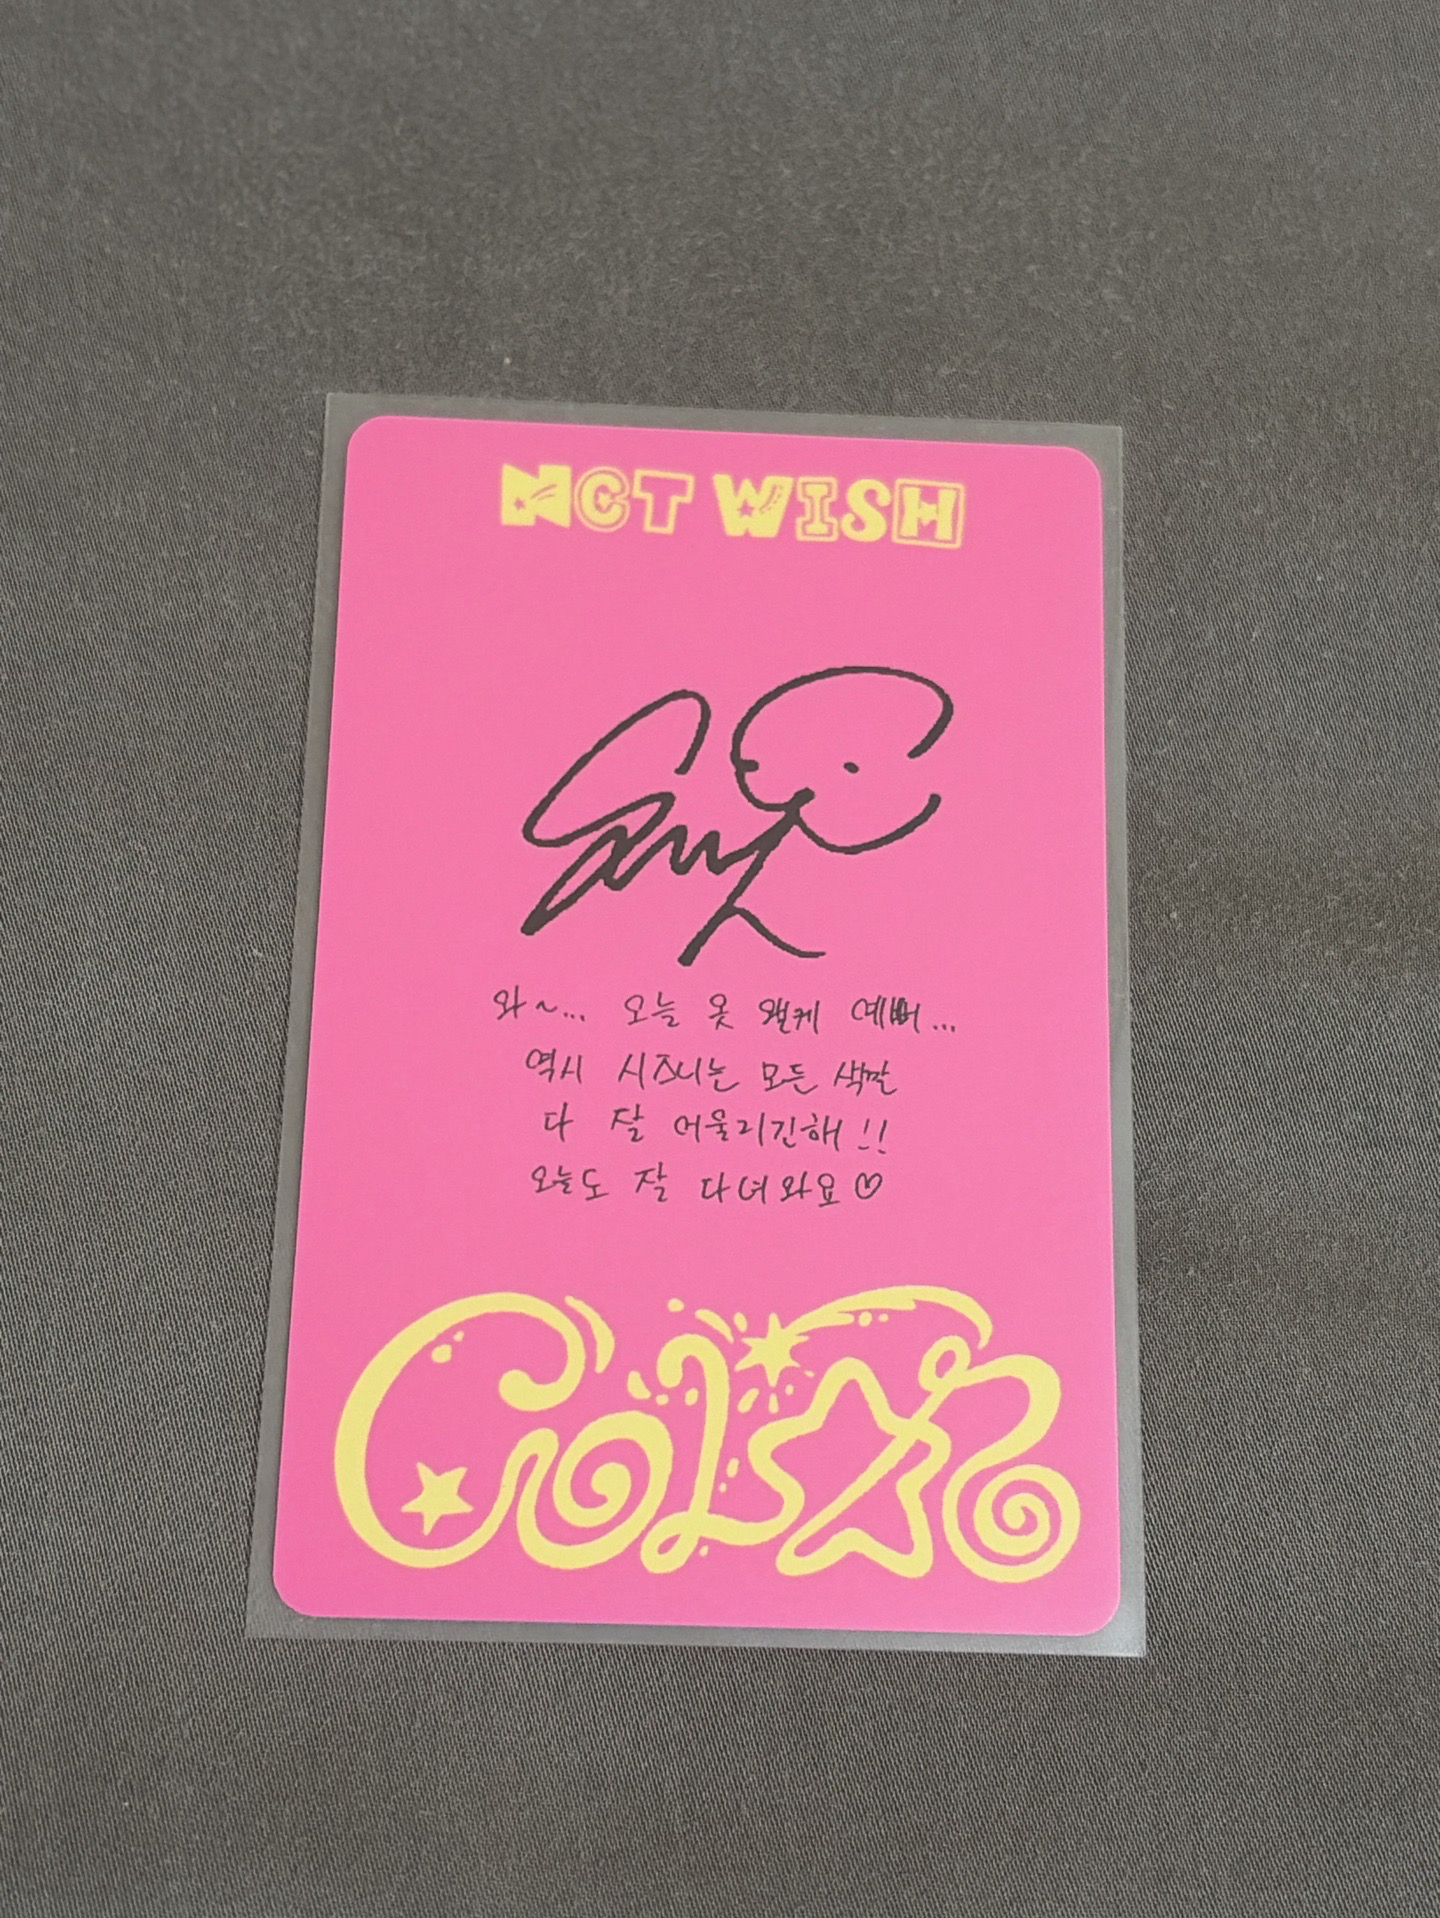 NCT WISH
와~... 오늘 옷 왤케 예뻐...
역시 시즈니는 모든 색깔
다 잘 어울리긴해!!
오늘도 잘 다녀와요♡
COLOR